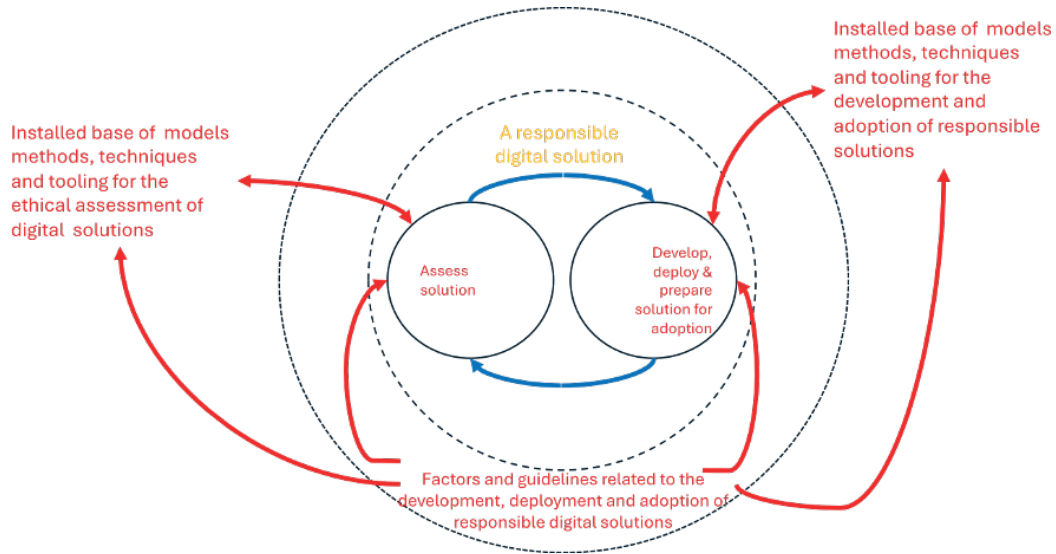 Installed base of models
methods, techniques
and tooling for the
ethical assessment of
digital solutions
A responsible
digital solution
Installed base of models
methods, techniques
and tooling for the
development and
adoption of responsible
solutions
Assess
solution
Develop,
deploy &
prepare
solution for
adoption
Factors and guidelines related to the
development, deployment and adoption of
responsible digital solutions